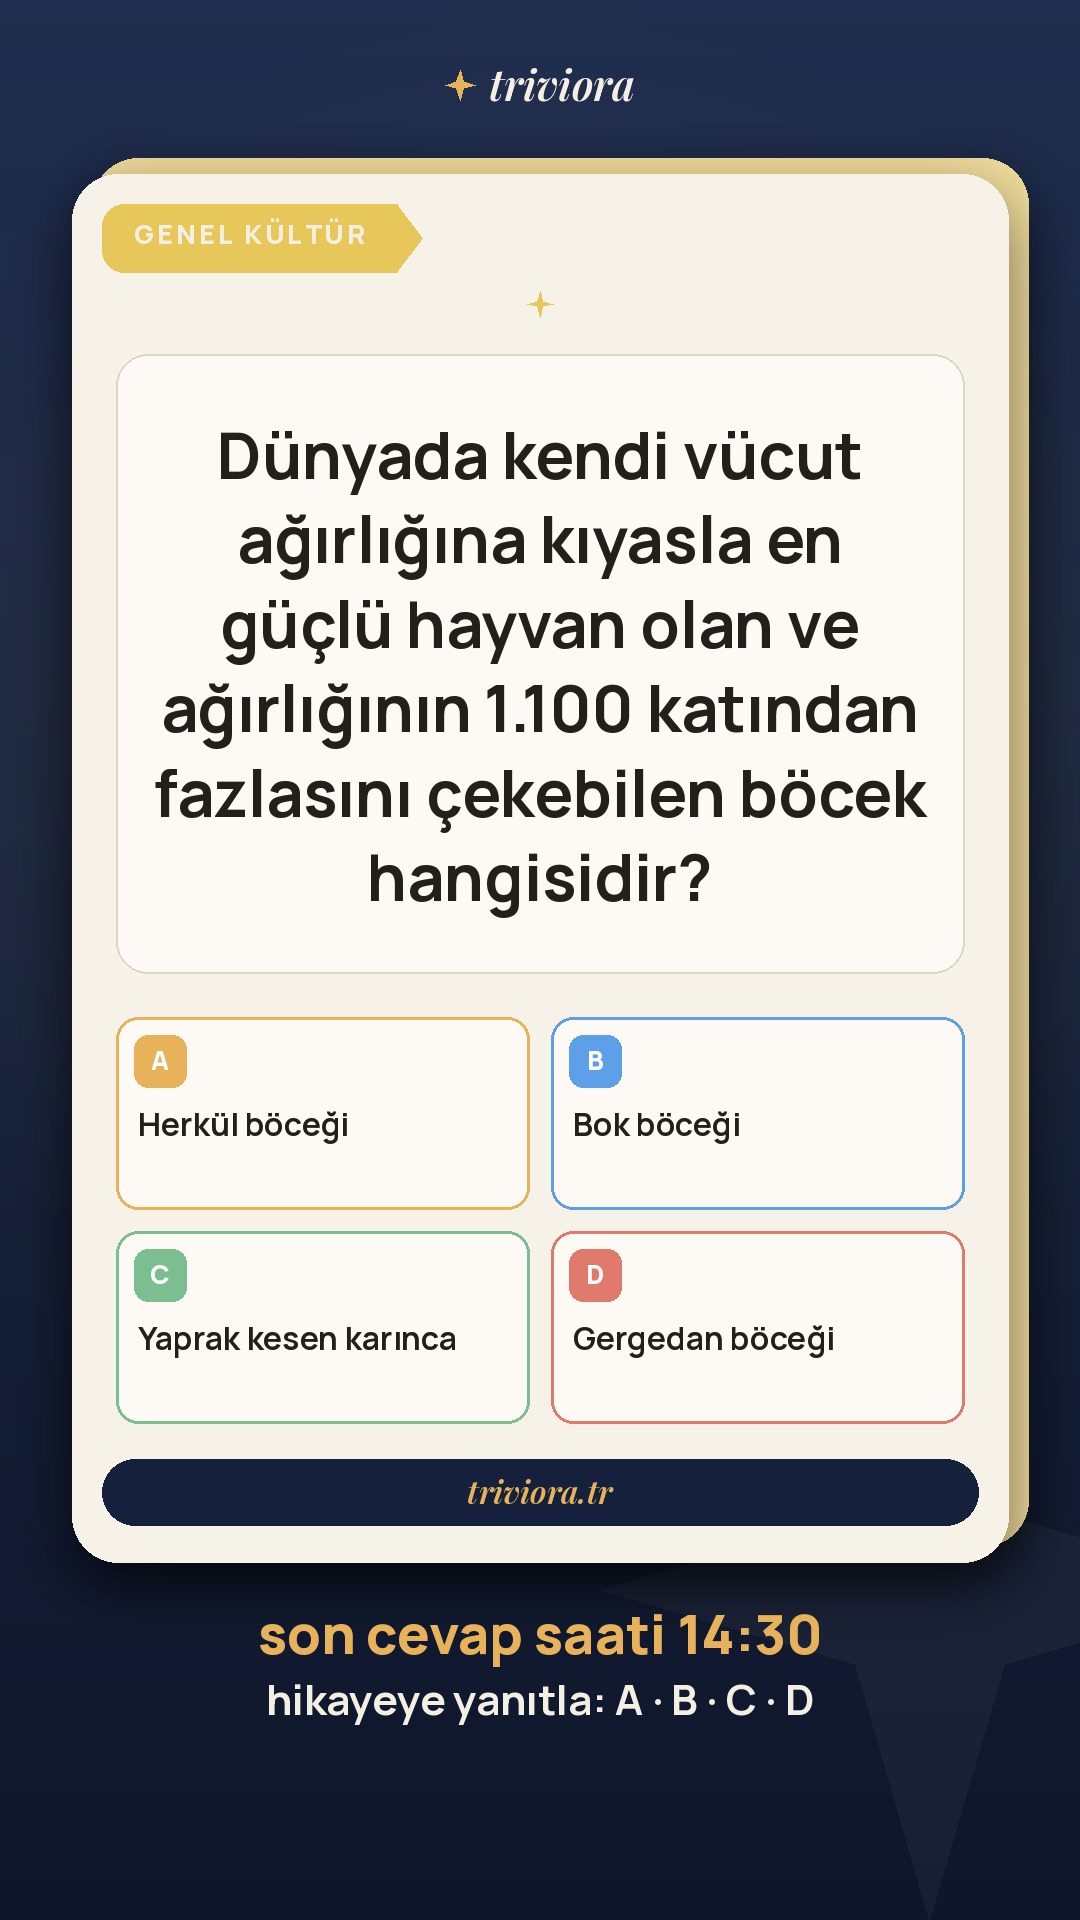 triviora
GENEL KÜLTÜR
Dünyada kendi vücut
ağırlığına kıyasla en
güçlü hayvan olan ve
ağırlığının 1.100 katından
fazlasını çekebilen böcek
hangisidir?
A
Herkül böceği
B
Bok böceği
C
Yaprak kesen karınca
D
Gergedan böceği
triviora.tr
son cevap saati 14:30
hikayeye yanıtla: A · B · C · D